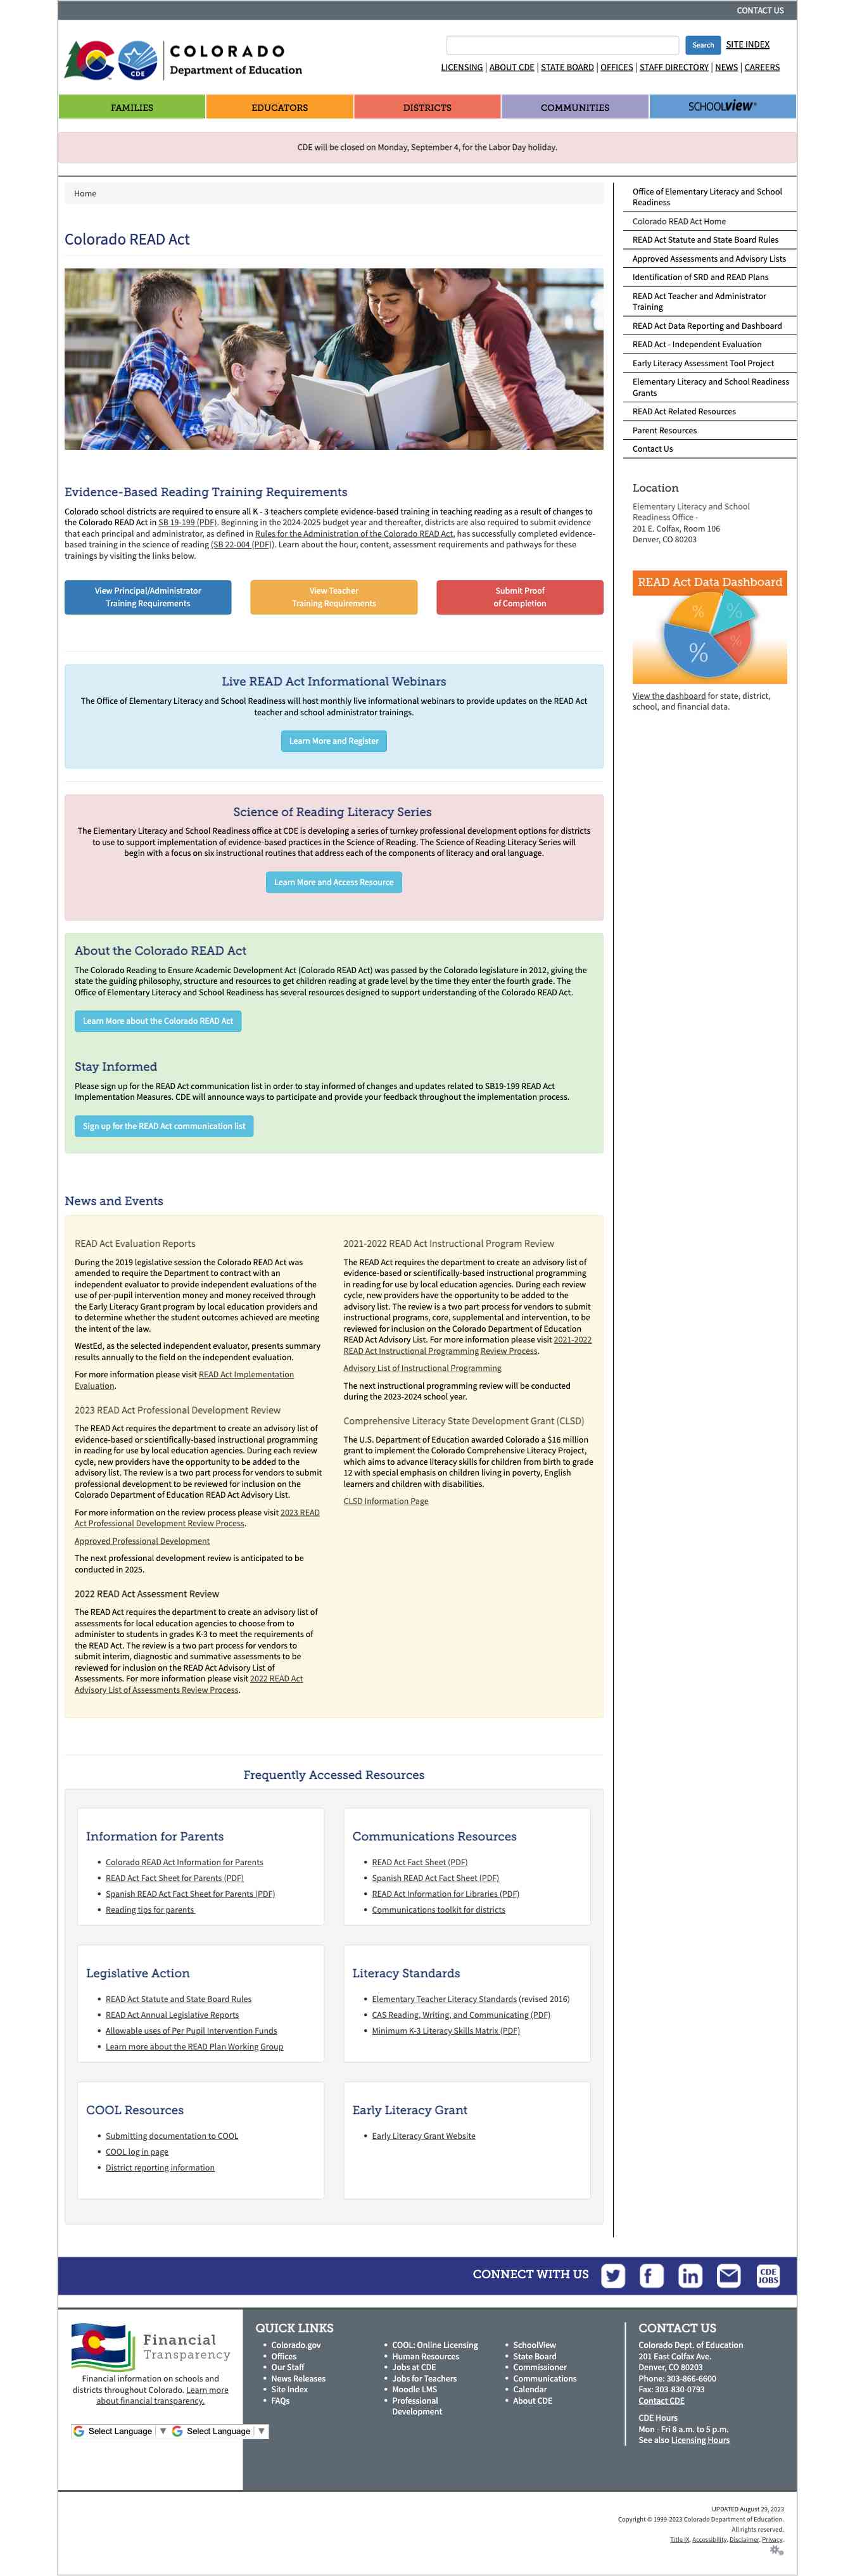 CONTACT US
COLORADO
Department of Education
CDE
Search
SITE INDEX
LICENSING | ABOUT CDE | STATE BOARD | OFFICES | STAFF DIRECTORY | NEWS | CAREERS
FAMILIES
EDUCATORS
DISTRICTS
COMMUNITIES
SCHOOLVIEW®
CDE will be closed on Monday, September 4, for the Labor Day holiday.
Home
Colorado READ Act
Evidence-Based Reading Training Requirements
Colorado school districts are required to ensure all K - 3 teachers complete evidence-based training in teaching reading as a result of changes to
the Colorado READ Act in SB 19-199 (PDF). Beginning in the 2024-2025 budget year and thereafter, districts are also required to submit evidence
that each principal and administrator, as defined in Rules for the Administration of the Colorado READ Act, has successfully completed evidence-
based training in the science of reading (SB 22-004 (PDF)). Learn about the hour, content, assessment requirements and pathways for these
trainings by visiting the links below.
View Principal/Administrator
Training Requirements
View Teacher
Training Requirements
Submit Proof
of Completion
Live READ Act Informational Webinars
The Office of Elementary Literacy and School Readiness will host monthly live informational webinars to provide updates on the READ Act
teacher and school administrator trainings.
Learn More and Register
Science of Reading Literacy Series
The Elementary Literacy and School Readiness office at CDE is developing a series of turnkey professional development options for districts
to use to support implementation of evidence-based practices in the Science of Reading. The Science of Reading Literacy Series will
begin with a focus on six instructional routines that address each of the components of literacy and oral language.
Learn More and Access Resource
About the Colorado READ Act
The Colorado Reading to Ensure Academic Development Act (Colorado READ Act) was passed by the Colorado legislature in 2012, giving the
state the guiding philosophy, structure and resources to get children reading at grade level by the time they enter the fourth grade. The
Office of Elementary Literacy and School Readiness has several resources designed to support understanding of the Colorado READ Act.
Learn More about the Colorado READ Act
Stay Informed
Please sign up for the READ Act communication list in order to stay informed of changes and updates related to SB19-199 READ Act
Implementation Measures. CDE will announce ways to participate and provide your feedback throughout the implementation process.
Sign up for the READ Act communication list
News and Events
READ Act Evaluation Reports
During the 2019 legislative session the Colorado READ Act was
amended to require the Department to contract with an
independent evaluator to provide independent evaluations of the
use of per-pupil intervention money and money received through
the Early Literacy Grant program by local education providers and
to determine whether the student outcomes achieved are meeting
the intent of the law.
WestEd, as the selected independent evaluator, presents summary
results annually to the field on the independent evaluation.
For more information please visit READ Act Implementation
Evaluation.
2023 READ Act Professional Development Review
The READ Act requires the department to create an advisory list of
evidence-based or scientifically-based instructional programming
in reading for use by local education agencies. During each review
cycle, new providers have the opportunity to be added to the
advisory list. The review is a two part process for vendors to submit
professional development to be reviewed for inclusion on the
Colorado Department of Education READ Act Advisory List.
For more information on the review process please visit 2023 READ
Act Professional Development Review Process.
Approved Professional Development
The next professional development review is anticipated to be
conducted in 2025.
2022 READ Act Assessment Review
The READ Act requires the department to create an advisory list of
assessments for local education agencies to choose from to
administer to students in grades K-3 to meet the requirements of
the READ Act. The review is a two part process for vendors to
submit interim, diagnostic and summative assessments to be
reviewed for inclusion on the READ Act Advisory List of
Assessments. For more information please visit 2022 READ Act
Advisory List of Assessments Review Process.
2021-2022 READ Act Instructional Program Review
The READ Act requires the department to create an advisory list of
evidence-based or scientifically-based instructional programming
in reading for use by local education agencies. During each review
cycle, new providers have the opportunity to be added to the
advisory list. The review is a two part process for vendors to submit
instructional programs, core, supplemental and intervention, to be
reviewed for inclusion on the Colorado Department of Education
READ Act Advisory List. For more information please visit 2021-2022
READ Act Instructional Programming Review Process.
Advisory List of Instructional Programming
The next instructional programming review will be conducted
during the 2023-2024 school year.
Comprehensive Literacy State Development Grant (CLSD)
The U.S. Department of Education awarded Colorado a $16 million
grant to implement the Colorado Comprehensive Literacy Project,
which aims to advance literacy skills for children from birth to grade
12 with special emphasis on children living in poverty, English
learners and children with disabilities.
CLSD Information Page
Frequently Accessed Resources
Information for Parents
• Colorado READ Act Information for Parents
• READ Act Fact Sheet for Parents (PDF)
• Spanish READ Act Fact Sheet for Parents (PDF)
• Reading tips for parents
Communications Resources
• READ Act Fact Sheet (PDF)
• Spanish READ Act Fact Sheet (PDF)
• READ Act Information for Libraries (PDF)
• Communications toolkit for districts
Legislative Action
• READ Act Statute and State Board Rules
• READ Act Annual Legislative Reports
• Allowable uses of Per Pupil Intervention Funds
• Learn more about the READ Plan Working Group
Literacy Standards
• Elementary Teacher Literacy Standards (revised 2016)
• CAS Reading, Writing, and Communicating (PDF)
• Minimum K-3 Literacy Skills Matrix (PDF)
COOL Resources
• Submitting documentation to COOL
• COOL log in page
• District reporting information
Early Literacy Grant
• Early Literacy Grant Website
Office of Elementary Literacy and School
Readiness
Colorado READ Act Home
READ Act Statute and State Board Rules
Approved Assessments and Advisory Lists
Identification of SRD and READ Plans
READ Act Teacher and Administrator
Training
READ Act Data Reporting and Dashboard
READ Act - Independent Evaluation
Early Literacy Assessment Tool Project
Elementary Literacy and School Readiness
Grants
READ Act Related Resources
Parent Resources
Contact Us
Location
Elementary Literacy and School
Readiness Office -
201 E. Colfax, Room 106
Denver, CO 80203
READ Act Data Dashboard
%
%
%
%
View the dashboard for state, district,
school, and financial data.
CONNECT WITH US
CDE
JOBS
Financial
Transparency
Financial information on schools and
districts throughout Colorado. Learn more
about financial transparency.
Select Language ▼
Select Language ▼
QUICK LINKS
• Colorado.gov
• Offices
• Our Staff
• News Releases
• Site Index
• FAQs
• COOL: Online Licensing
• Human Resources
• Jobs at CDE
• Jobs for Teachers
• Moodle LMS
• Professional
Development
• SchoolView
• State Board
• Commissioner
• Communications
• Calendar
• About CDE
CONTACT US
Colorado Dept. of Education
201 East Colfax Ave.
Denver, CO 80203
Phone: 303-866-6600
Fax: 303-830-0793
Contact CDE
CDE Hours
Mon - Fri 8 a.m. to 5 p.m.
See also Licensing Hours
UPDATED August 29, 2023
Copyright © 1999-2023 Colorado Department of Education.
All rights reserved.
Title IX. Accessibility. Disclaimer. Privacy.